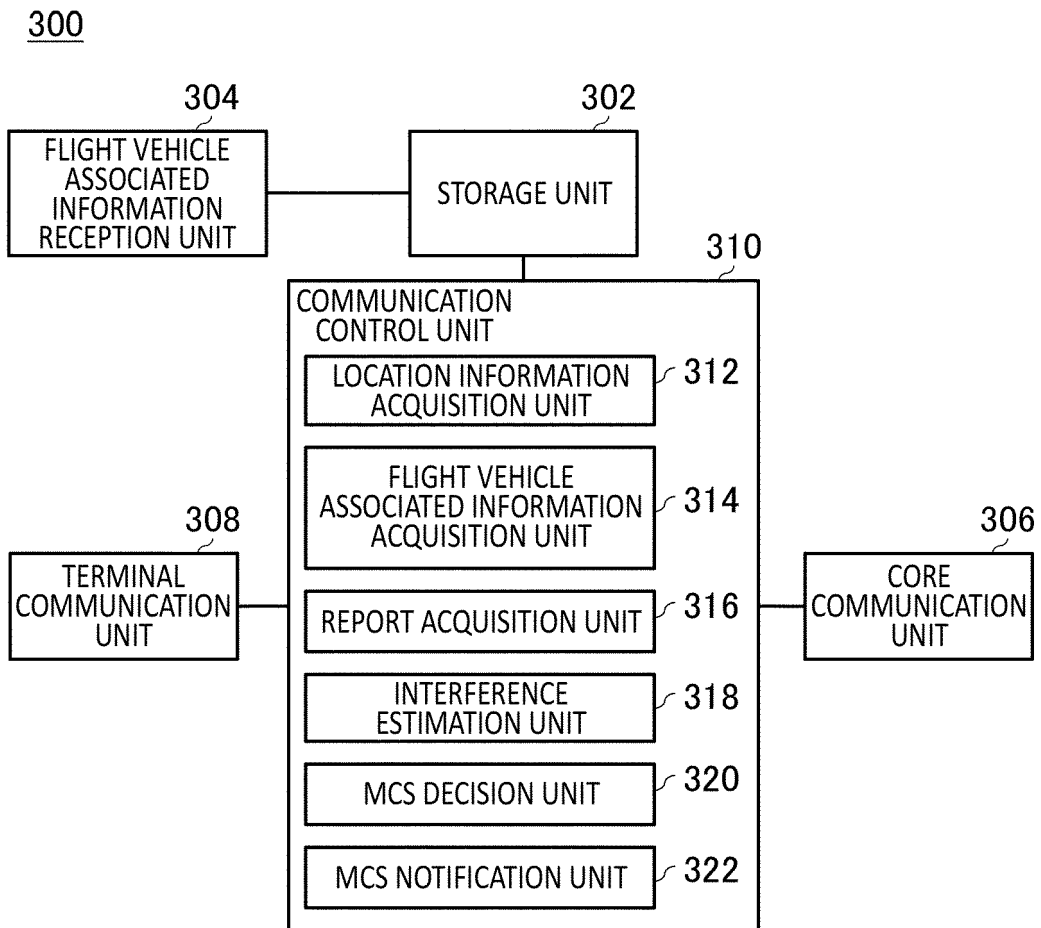 300
304
FLIGHT VEHICLE
ASSOCIATED
INFORMATION
RECEPTION UNIT
302
STORAGE UNIT
310
COMMUNICATION
CONTROL UNIT
LOCATION INFORMATION
ACQUISITION UNIT
312
FLIGHT VEHICLE
ASSOCIATED INFORMATION
ACQUISITION UNIT
314
308
TERMINAL
COMMUNICATION
UNIT
REPORT ACQUISITION UNIT
316
306
CORE
COMMUNICATION
UNIT
INTERFERENCE
ESTIMATION UNIT
318
MCS DECISION UNIT
320
MCS NOTIFICATION UNIT
322